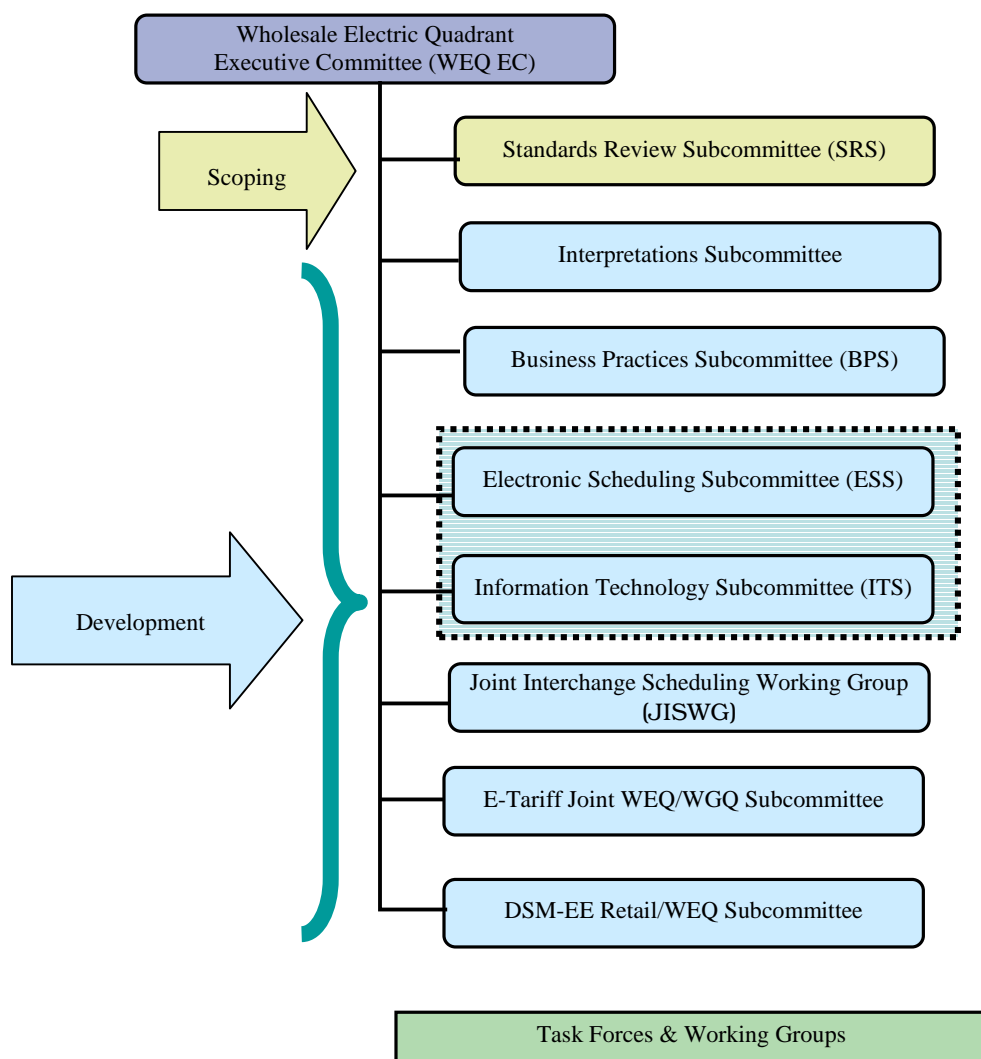 Wholesale Electric Quadrant
Executive Committee (WEQ EC)
Scoping
Standards Review Subcommittee (SRS)
Interpretations Subcommittee
Business Practices Subcommittee (BPS)
Electronic Scheduling Subcommittee (ESS)
Information Technology Subcommittee (ITS)
Development
Joint Interchange Scheduling Working Group
(JISWG)
E-Tariff Joint WEQ/WGQ Subcommittee
DSM-EE Retail/WEQ Subcommittee
Task Forces & Working Groups